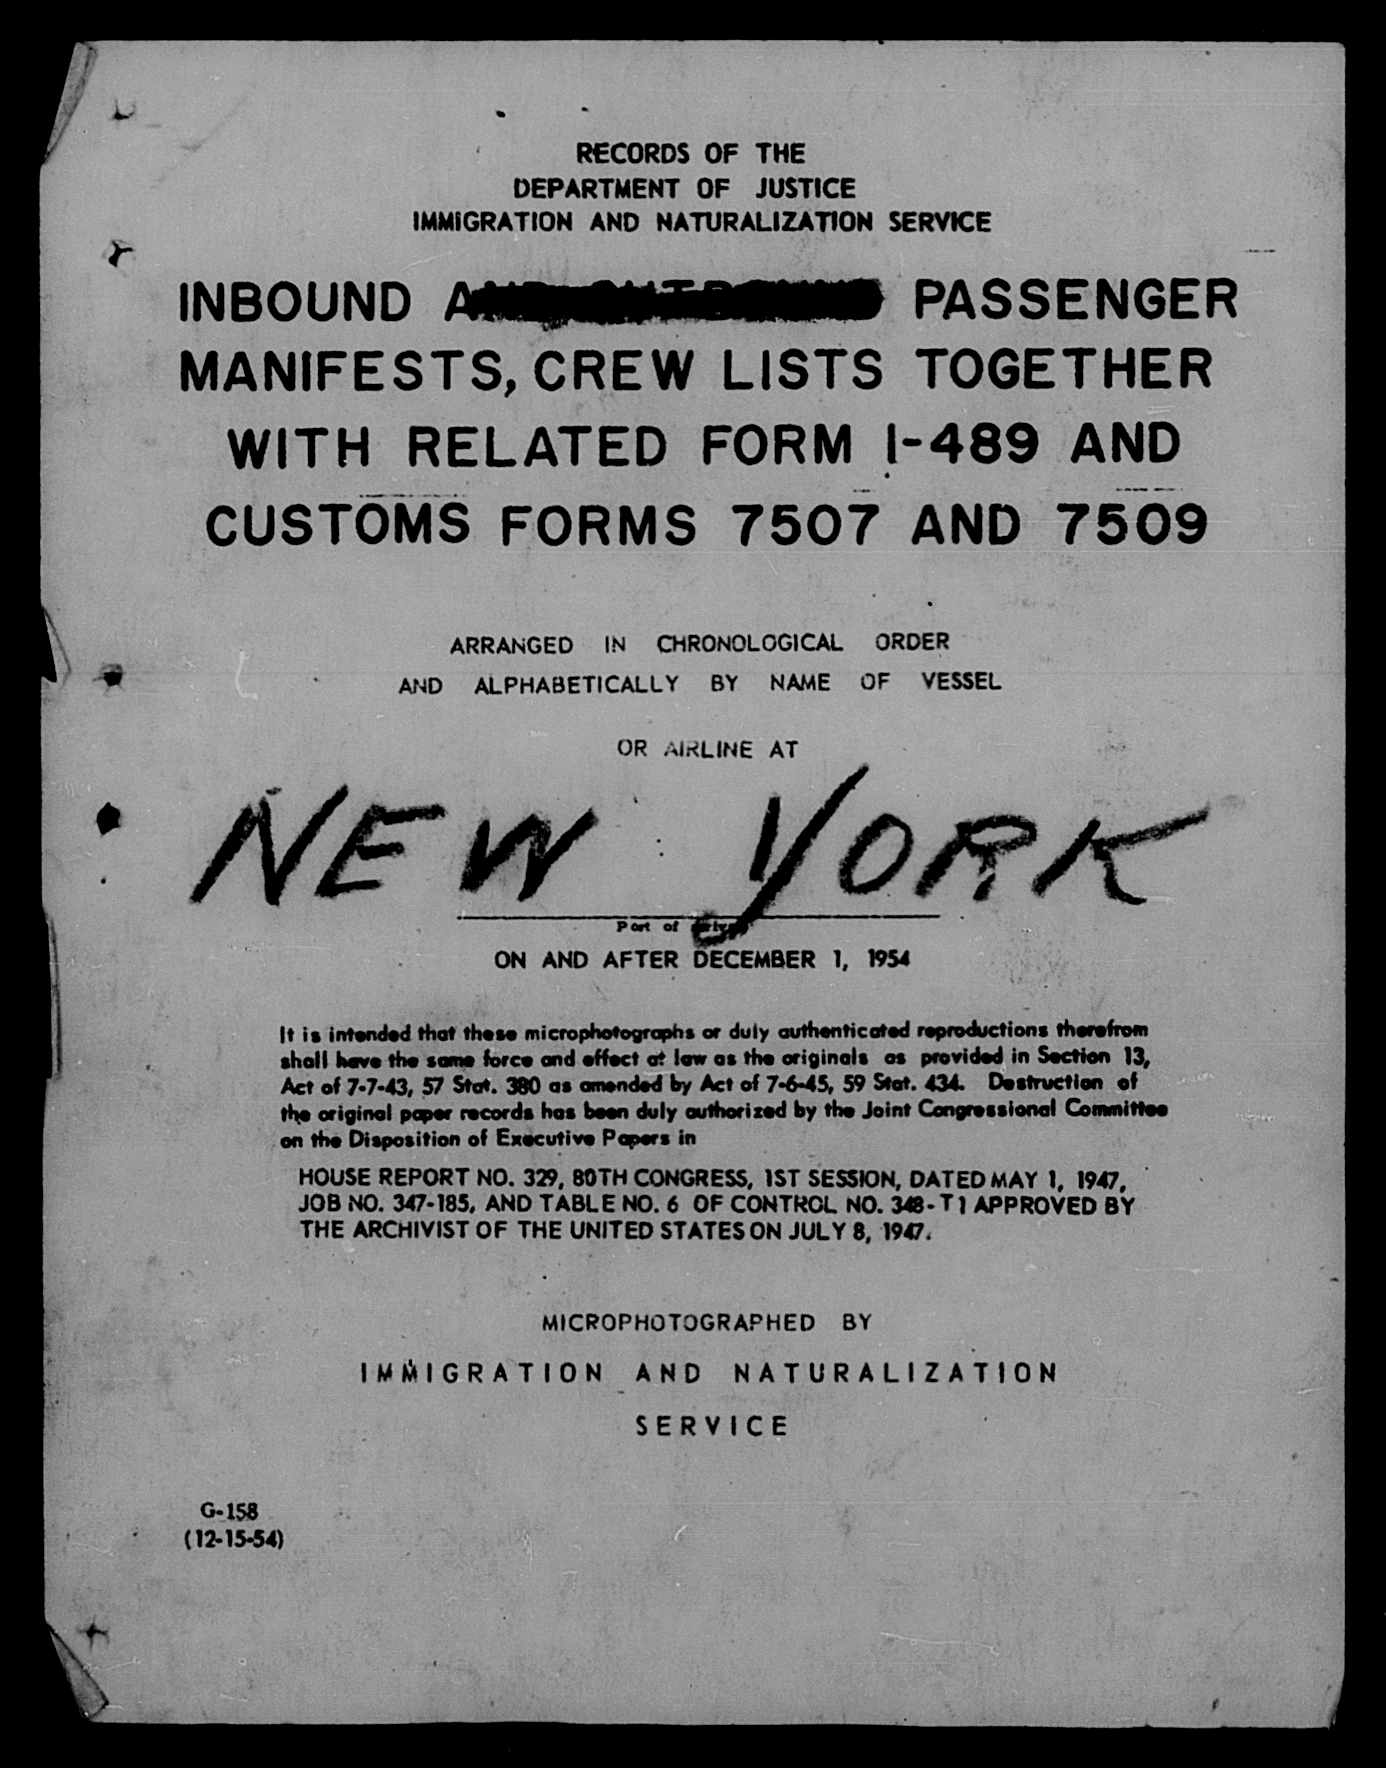 RECORDS OF THE
DEPARTMENT OF JUSTICE
IMMIGRATION AND NATURALIZATION SERVICE
INBOUND PASSENGER
MANIFESTS, CREW LISTS TOGETHER
WITH RELATED FORM I-489 AND
CUSTOMS FORMS 7507 AND 7509
ARRANGED IN CHRONOLOGICAL ORDER
AND ALPHABETICALLY BY NAME OF VESSEL
OR AIRLINE AT
NEW YORK
Port of
ON AND AFTER DECEMBER 1, 1954
It is intended that these microphotographs or duly authenticated reproductions therefrom
shall have the same force and effect at law as the originals as provided in Section 13,
Act of 7-7-43, 57 Stat. 380 as amended by Act of 7-6-45, 59 Stat. 434. Destruction of
the original paper records has been duly authorized by the Joint Congressional Committee
on the Disposition of Executive Papers in
HOUSE REPORT NO. 329, 80TH CONGRESS, 1ST SESSION, DATED MAY 1, 1947,
JOB NO. 347-185, AND TABLE NO. 6 OF CONTROL NO. 348-T1 APPROVED BY
THE ARCHIVIST OF THE UNITED STATES ON JULY 8, 1947.
MICROPHOTOGRAPHED BY
IMMIGRATION AND NATURALIZATION
SERVICE
G-158
(12-15-54)